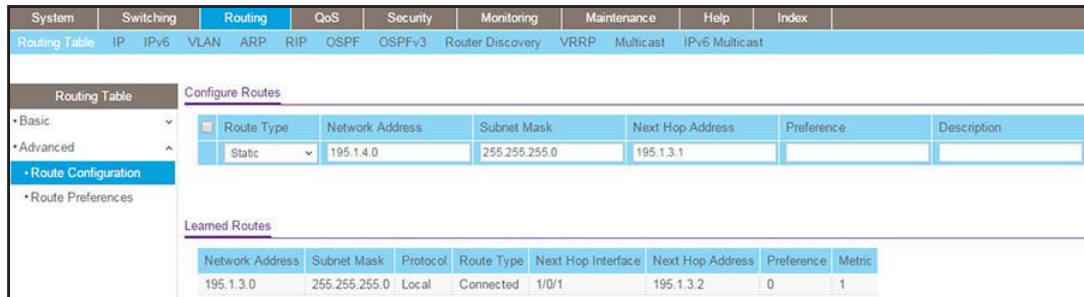 System Switching Routing QoS Security Monitoring Maintenance Help Index
Routing Table IP IPv6 VLAN ARP RIP OSPF OSPFv3 Router Discovery VRRP Multicast IPv6 Multicast
Routing Table
• Basic
• Advanced
• Route Configuration
• Route Preferences
Configure Routes
Route Type Network Address Subnet Mask Next Hop Address Preference Description
Static 195.1.4.0 255.255.255.0 195.1.3.1
Learned Routes
Network Address Subnet Mask Protocol Route Type Next Hop Interface Next Hop Address Preference Metric
195.1.3.0 255.255.255.0 Local Connected 1/0/1 195.1.3.2 0 1